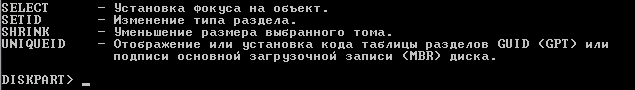 SELECT - Установка фокуса на объект.
SETID - Изменение типа раздела.
SHRINK - Уменьшение размера выбранного тома.
UNIQUEID - Отображение или установка кода таблицы разделов GUID (GPT) или
подписи основной загрузочной записи (MBR) диска.
DISKPART> _